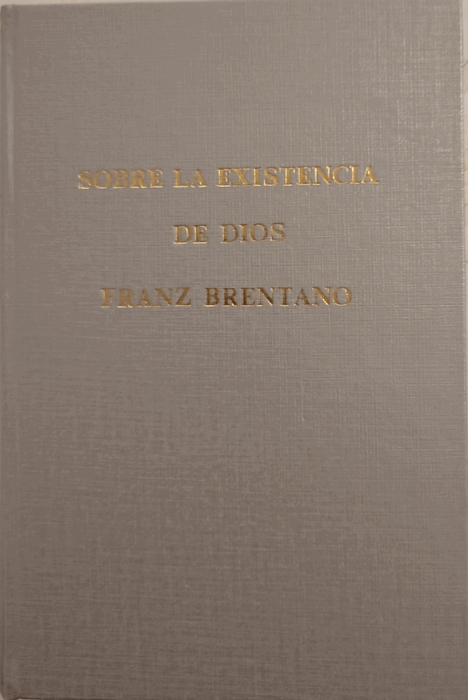 SOBRE LA EXISTENCIA
DE DIOS
FRANZ BRENTANO